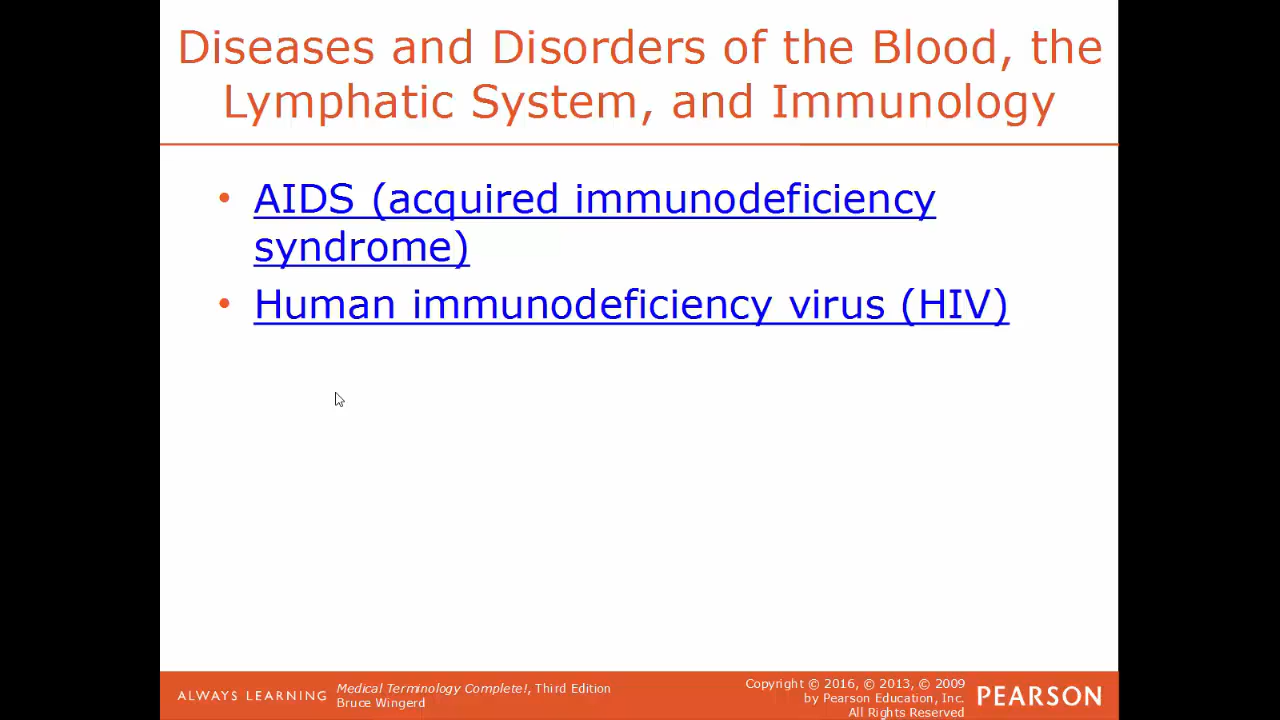 Diseases and Disorders of the Blood, the
Lymphatic System, and Immunology
• AIDS (acquired immunodeficiency
syndrome)
• Human immunodeficiency virus (HIV)
ALWAYS LEARNING
Medical Terminology Complete!, Third Edition
Bruce Wingerd
Copyright © 2016, © 2013, © 2009
by Pearson Education, Inc.
All Rights Reserved
PEARSON